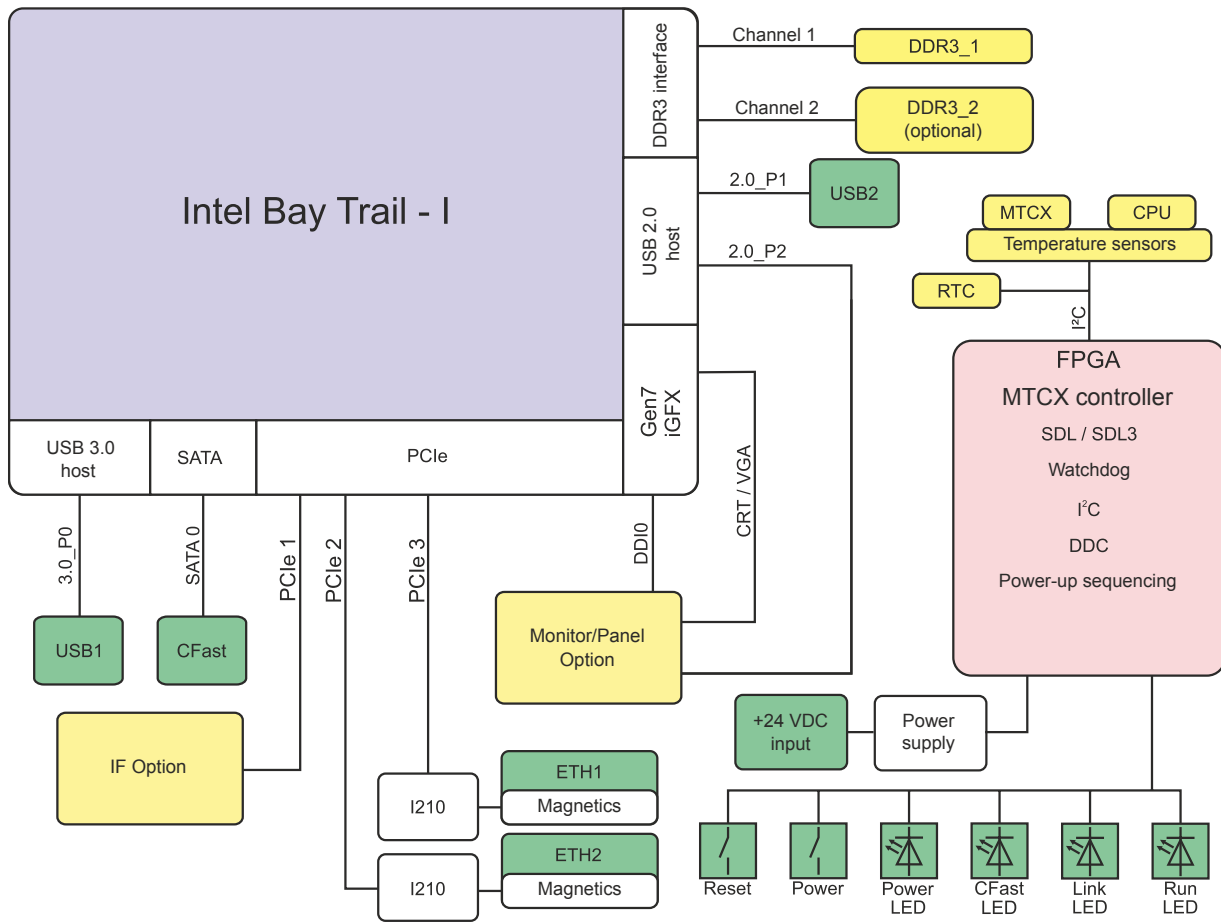 Intel Bay Trail - I
DDR3 interface
USB 2.0
host
Gen7
iGFX
USB 3.0
host
SATA
PCIe
Channel 1
DDR3_1
Channel 2
DDR3_2
(optional)
2.0_P1
USB2
2.0_P2
MTCX
CPU
Temperature sensors
RTC
I²C
FPGA
MTCX controller
SDL / SDL3
Watchdog
I²C
DDC
Power-up sequencing
3.0_P0
SATA 0
PCIe 1
PCIe 2
PCIe 3
DDI0
CRT / VGA
USB1
CFast
Monitor/Panel
Option
IF Option
+24 VDC
input
Power
supply
I210
ETH1
Magnetics
I210
ETH2
Magnetics
Reset
Power
Power
LED
CFast
LED
Link
LED
Run
LED